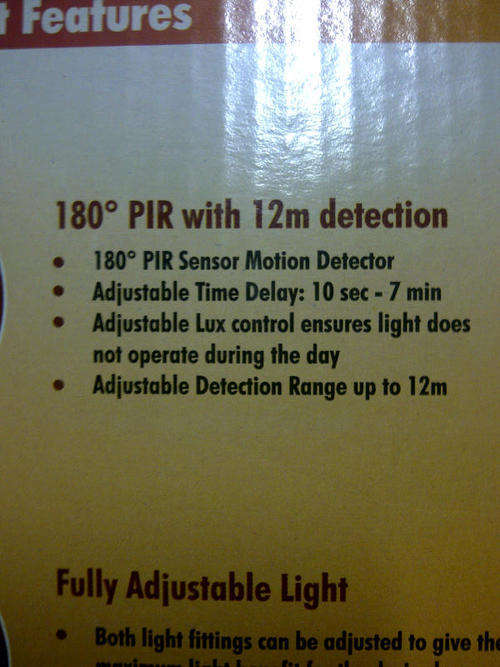 t Features
180° PIR with 12m detection
• 180° PIR Sensor Motion Detector
• Adjustable Time Delay: 10 sec - 7 min
• Adjustable Lux control ensures light does
not operate during the day
• Adjustable Detection Range up to 12m
Fully Adjustable Light
• Both light fittings can be adjusted to give the
maximum light